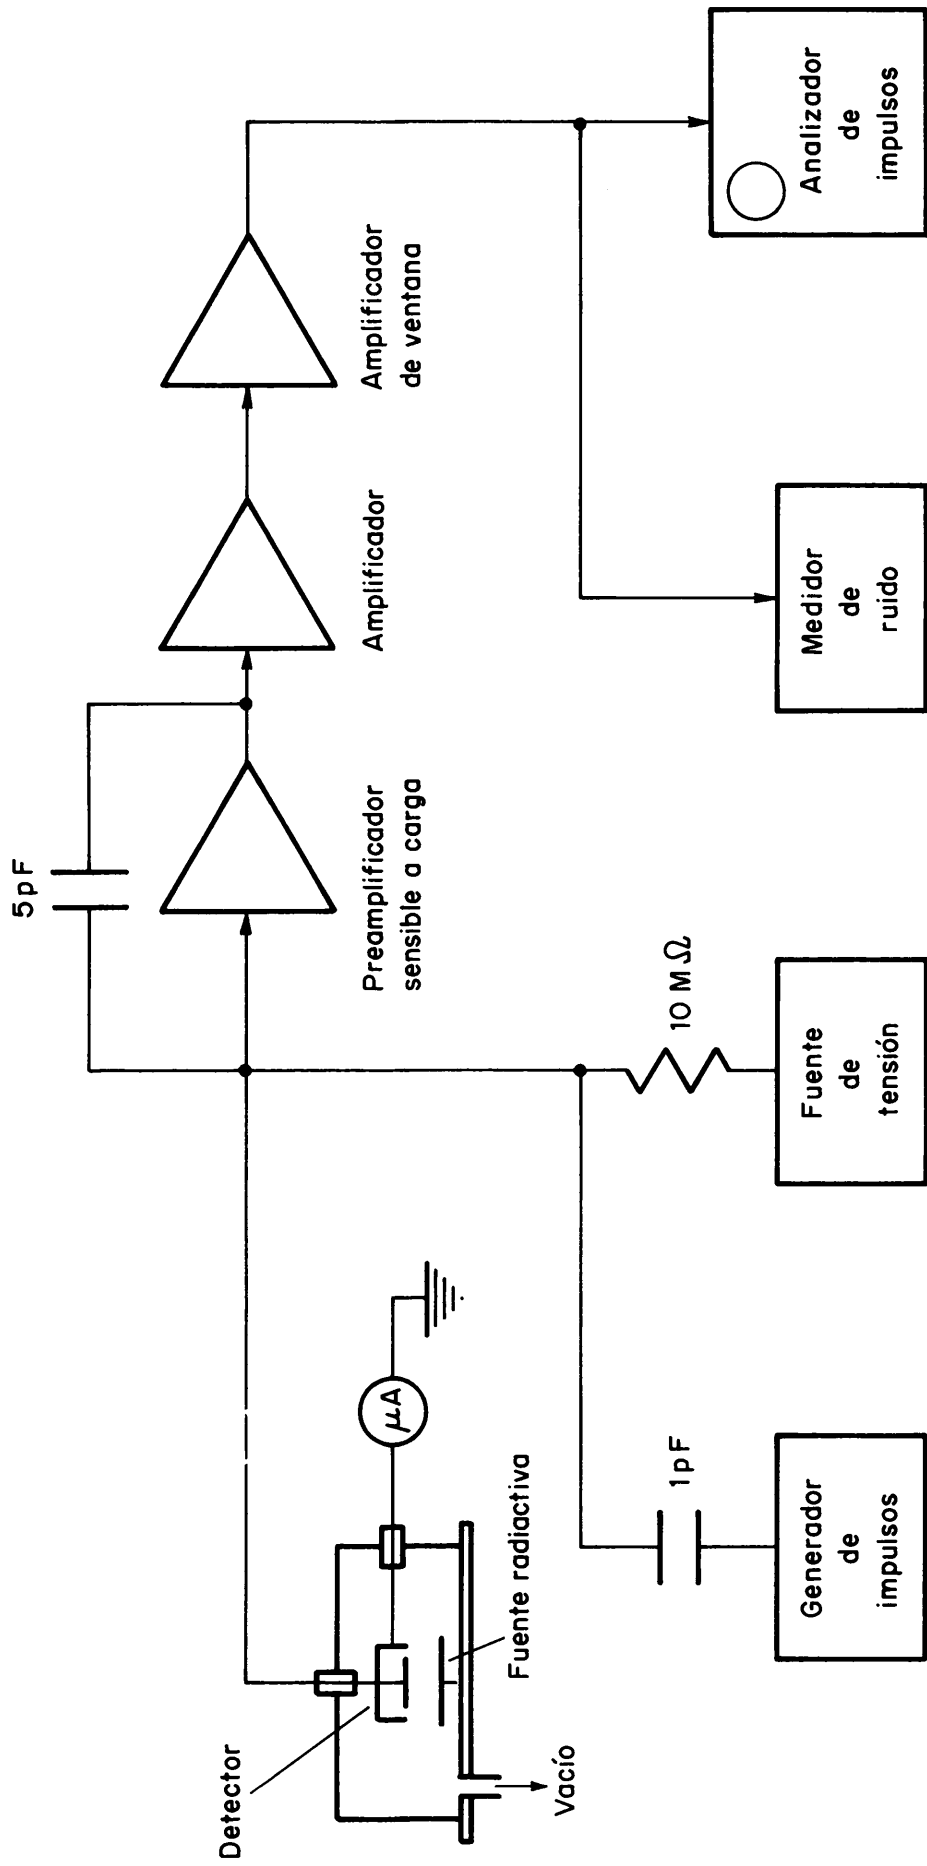 Detector
Vacío
Fuente radiactiva
μA
5pF
Preamplificador
sensible a carga
Amplificador
Amplificador
de ventana
1pF
10 MΩ
Generador
de
impulsos
Fuente
de
tensión
Medidor
de
ruido
Analizador
de
impulsos